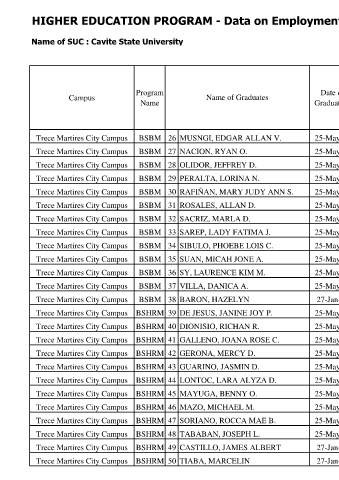 HIGHER EDUCATION PROGRAM - Data on Employment
Name of SUC : Cavite State University
Campus Program Name Name of Graduates Date o Graduat
Trece Martires City Campus BSBM 26 MUSNGI, EDGAR ALLAN V. 25-May
Trece Martires City Campus BSBM 27 NACION, RYAN O. 25-May
Trece Martires City Campus BSBM 28 OLIDOR, JEFFREY D. 25-May
Trece Martires City Campus BSBM 29 PERALTA, LORINA N. 25-May
Trece Martires City Campus BSBM 30 RAFIÑAN, MARY JUDY ANN S. 25-May
Trece Martires City Campus BSBM 31 ROSALES, ALLAN D. 25-May
Trece Martires City Campus BSBM 32 SACRIZ, MARLA D. 25-May
Trece Martires City Campus BSBM 33 SAREP, LADY FATIMA J. 25-May
Trece Martires City Campus BSBM 34 SIBULO, PHOEBE LOIS C. 25-May
Trece Martires City Campus BSBM 35 SUAN, MICAH JONE A. 25-May
Trece Martires City Campus BSBM 36 SY, LAURENCE KIM M. 25-May
Trece Martires City Campus BSBM 37 VILLA, DANICA A. 25-May
Trece Martires City Campus BSBM 38 BARON, HAZELYN 27-Jan-
Trece Martires City Campus BSHRM 39 DE JESUS, JANINE JOY P. 25-May
Trece Martires City Campus BSHRM 40 DIONISIO, RICHAN R. 25-May
Trece Martires City Campus BSHRM 41 GALLENO, JOANA ROSE C. 25-May
Trece Martires City Campus BSHRM 42 GERONA, MERCY D. 25-May
Trece Martires City Campus BSHRM 43 GUARINO, JASMIN D. 25-May
Trece Martires City Campus BSHRM 44 LONTOC, LARA ALYZA D. 25-May
Trece Martires City Campus BSHRM 45 MAYUGA, BENNY O. 25-May
Trece Martires City Campus BSHRM 46 MAZO, MICHAEL M. 25-May
Trece Martires City Campus BSHRM 47 SORIANO, ROCCA MAE B. 25-May
Trece Martires City Campus BSHRM 48 TABABAN, JOSEPH L. 25-May
Trece Martires City Campus BSHRM 49 CASTILLO, JAMES ALBERT 27-Jan-
Trece Martires City Campus BSHRM 50 TIABA, MARCELIN 27-Jan-